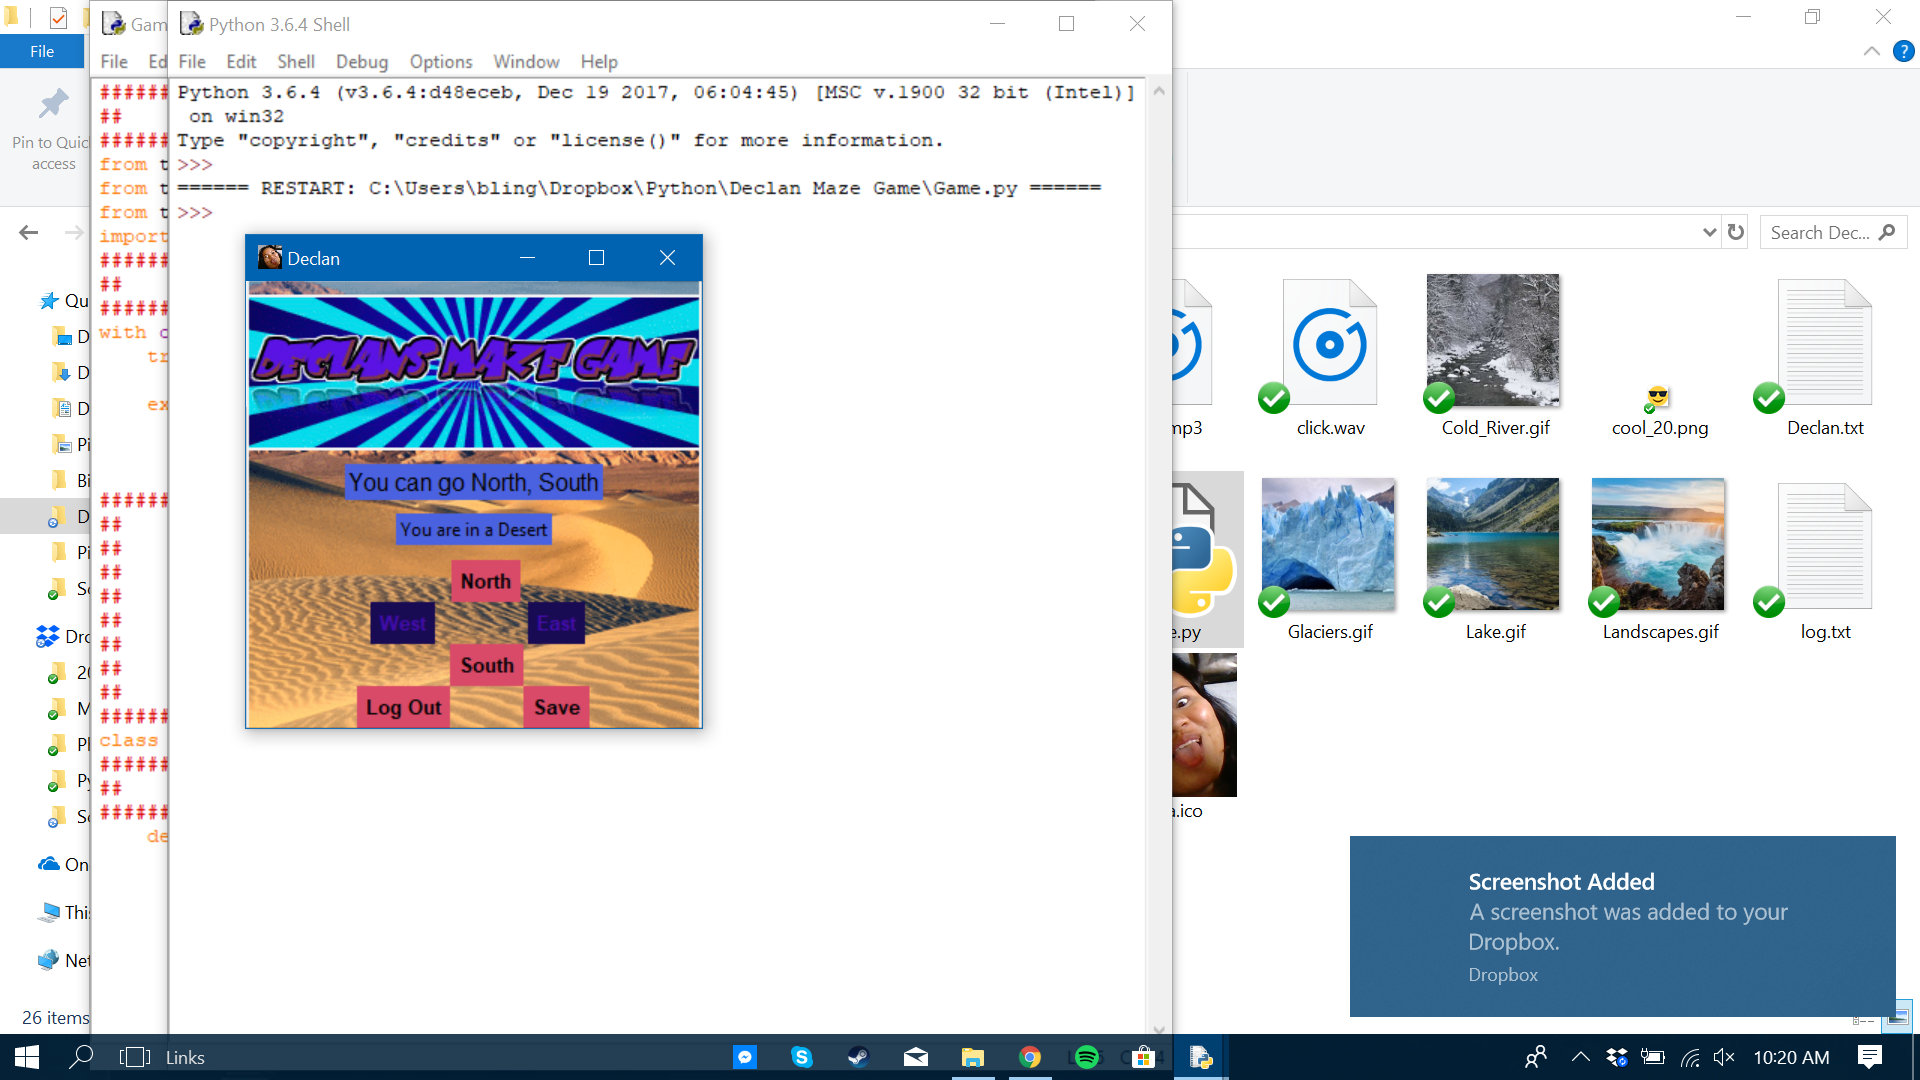 File
Pin to Quic
access
Qu
D
D
D
Pi
Bi
D
Pi
Sc
Dro
20
M
Pl
Py
Sc
On
Thi
Net
26 items
Gam
File Ed
######
##
######
from t
from t
from t
import
######
##
######
with c
tr
ex
######
##
##
##
##
##
##
##
##
######
class
######
##
######
de
Python 3.6.4 Shell
File Edit Shell Debug Options Window Help
Python 3.6.4 (v3.6.4:d48eceb, Dec 19 2017, 06:04:45) [MSC v.1900 32 bit (Intel)]
on win32
Type "copyright", "credits" or "license()" for more information.
>>>
====== RESTART: C:\Users\bling\Dropbox\Python\Declan Maze Game\Game.py ======
>>>
Declan
DECLANS MAZE GAME
You can go North, South
You are in a Desert
North
West East
South
Log Out Save
?
Search Dec...
mp3 click.wav Cold_River.gif cool_20.png Declan.txt
e.py Glaciers.gif Lake.gif Landscapes.gif log.txt
a.ico
Screenshot Added
A screenshot was added to your
Dropbox.
Dropbox
Links
10:20 AM